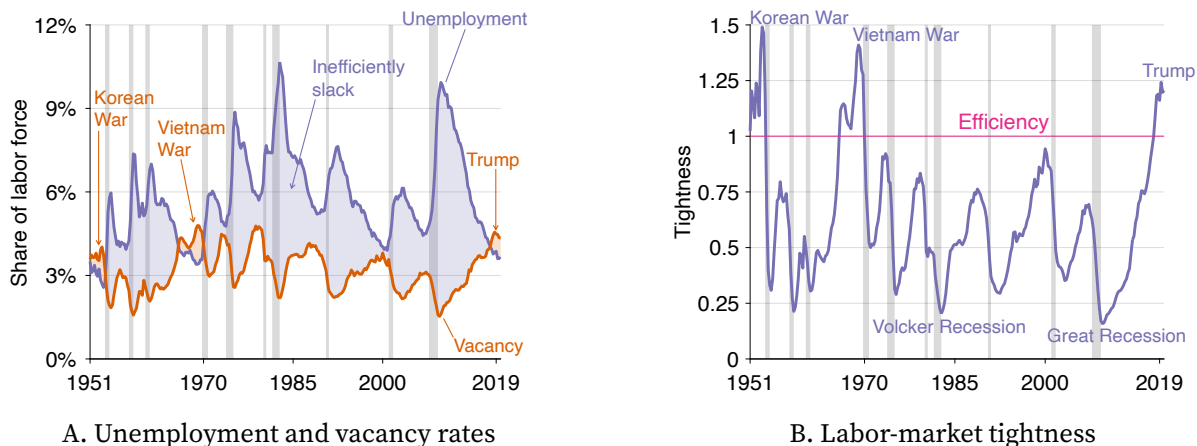 12%
9%
6%
3%
0%
Share of labor force
Unemployment
Inefficiently
slack
Korean
War
Vietnam
War
Trump
Vacancy
1951
1970
1985
2000
2019
A. Unemployment and vacancy rates
1.5
1.25
1
0.75
0.5
0.25
0
Tightness
Korean War
Vietnam War
Trump
Efficiency
Volcker Recession
Great Recession
1951
1970
1985
2000
2019
B. Labor-market tightness